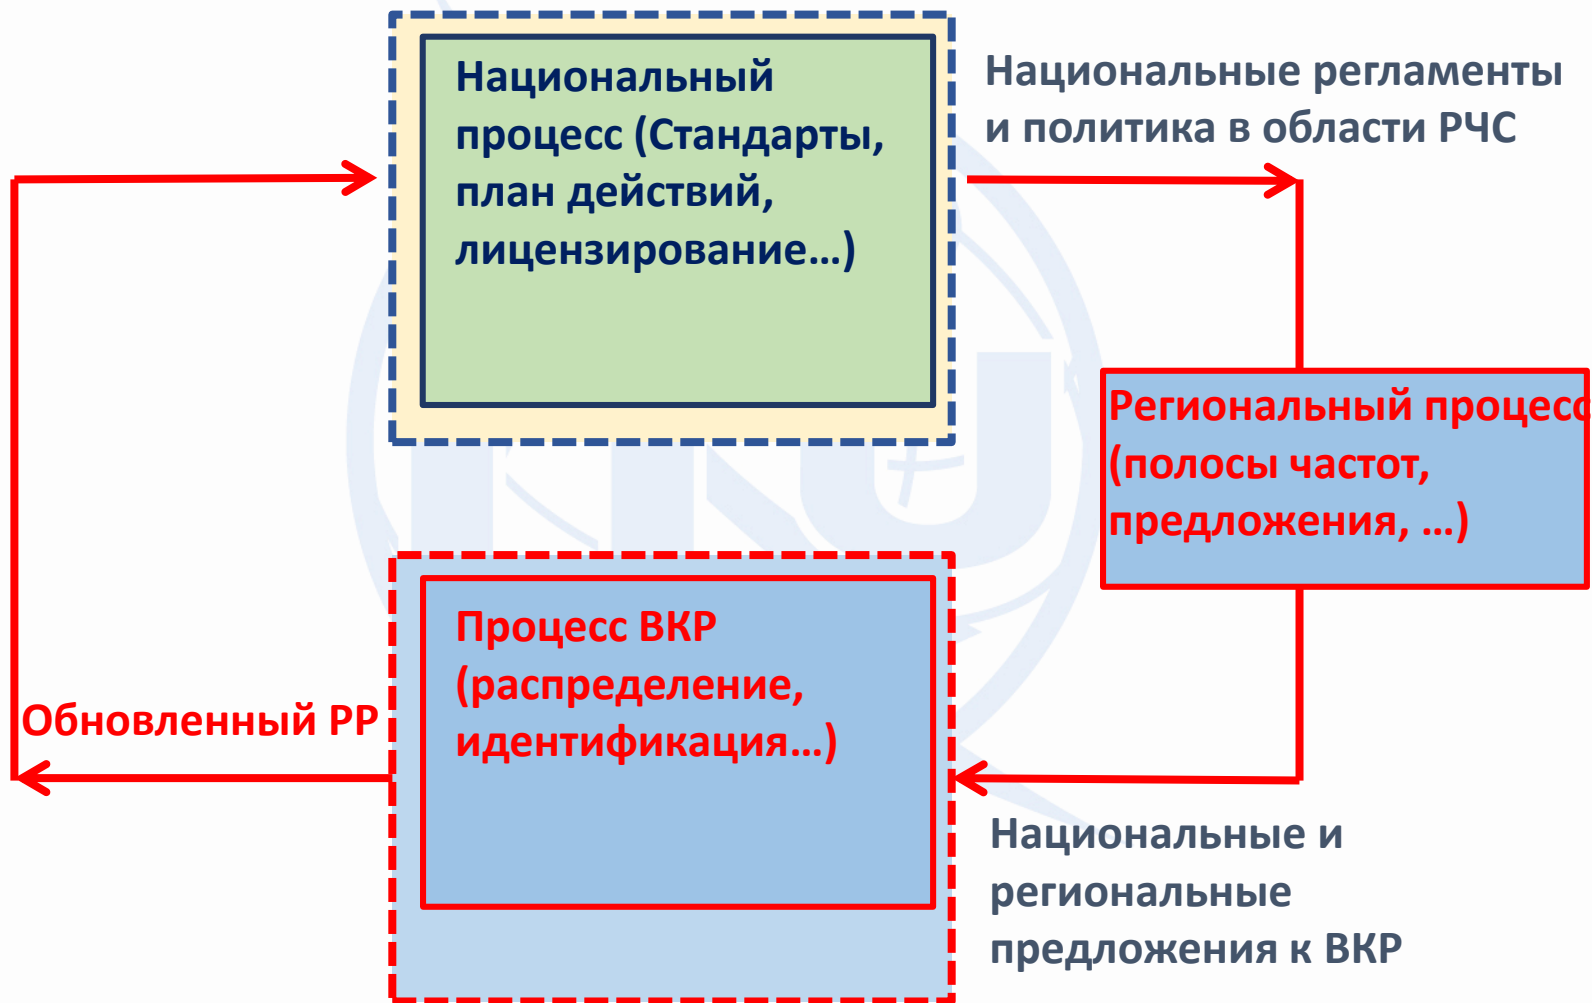 Национальный
процесс (Стандарты,
план действий,
лицензирование…)
Национальные регламенты
и политика в области РЧС
Региональный процесс
(полосы частот,
предложения, …)
Процесс ВКР
(распределение,
идентификация…)
Обновленный РР
Национальные и
региональные
предложения к ВКР